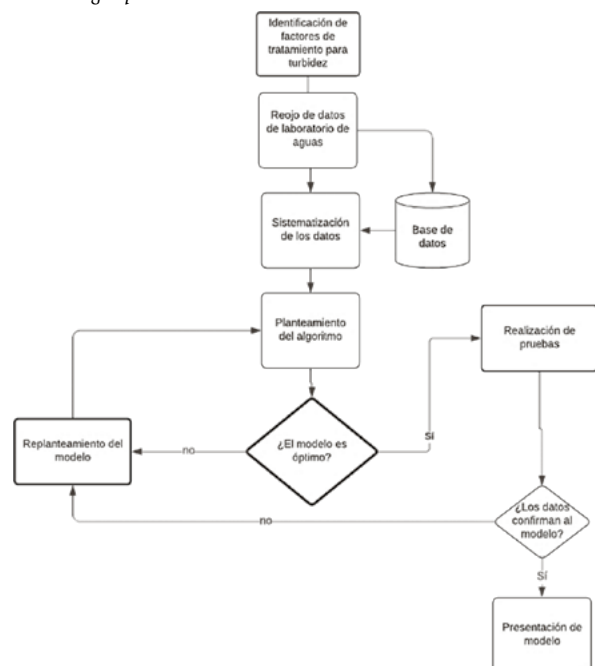 Identificación de
factores de
tratamiento para
turbidez
Reojo de datos
de laboratorio de
aguas
Sistematización
de los datos
Base de
datos
Planteamiento
del algoritmo
Realización de
pruebas
Replanteamiento del
modelo
no
¿El modelo es
óptimo?
Sí
¿Los datos
confirman al
modelo?
no
Sí
Presentación de
modelo